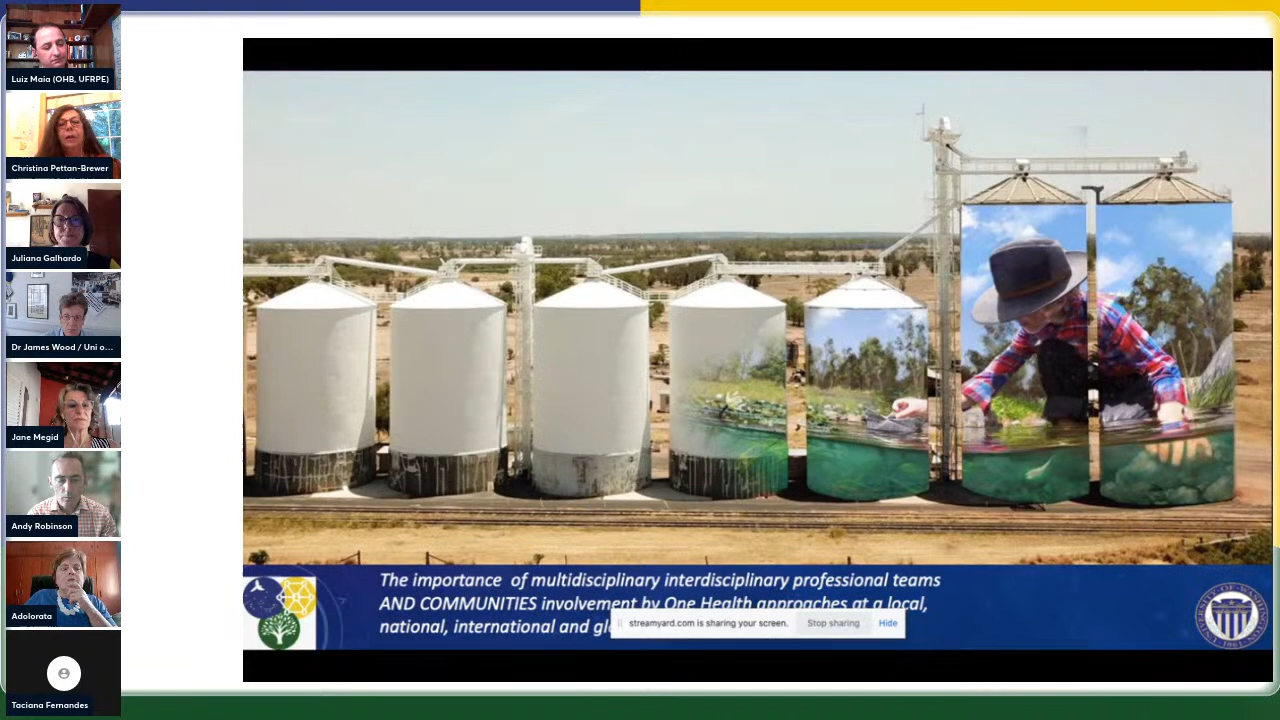 Luiz Maia (OHB, UFRPE)
Christina Pettan-Brewer
Juliana Galhardo
Dr James Wood / Uni o...
Jane Megid
Andy Robinson
Adolorata
Taciana Fernandes
The importance of multidisciplinary interdisciplinary professional teams
AND COMMUNITIES involvement by One Health approaches at a local,
national, international and
streamyard.com is sharing your screen.
Stop sharing
Hide